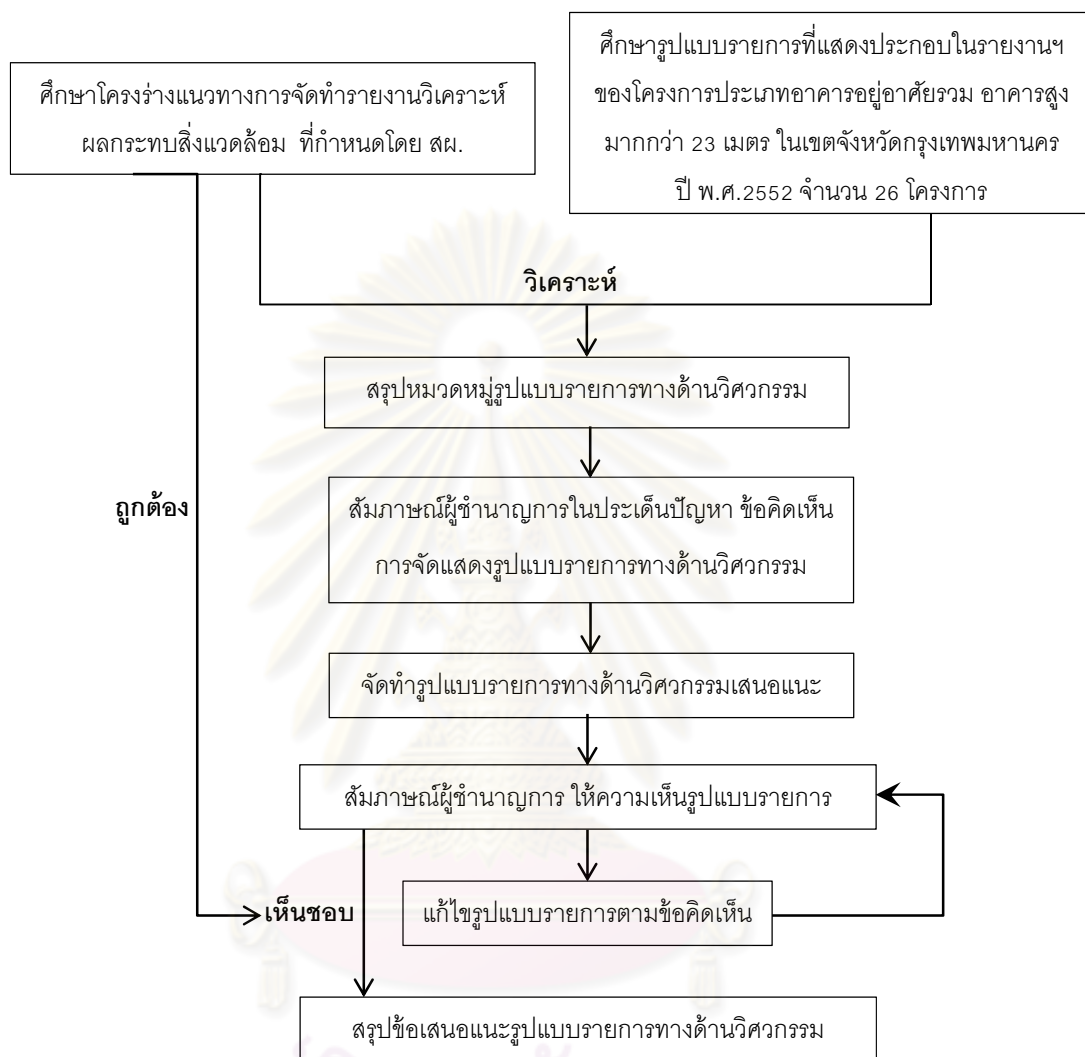 ศึกษาโครงร่างแนวทางการจัดทำรายงานวิเคราะห์
ผลกระทบสิ่งแวดล้อม ที่กำหนดโดย สผ.
ศึกษารูปแบบรายการที่แสดงประกอบในรายงานฯ
ของโครงการประเภทอาคารอยู่อาศัยรวม อาคารสูง
มากกว่า 23 เมตร ในเขตจังหวัดกรุงเทพมหานคร
ปี พ.ศ.2552 จำนวน 26 โครงการ
วิเคราะห์
สรุปหมวดหมู่รูปแบบรายการทางด้านวิศวกรรม
ถูกต้อง
สัมภาษณ์ผู้ชำนาญการในประเด็นปัญหา ข้อคิดเห็น
การจัดแสดงรูปแบบรายการทางด้านวิศวกรรม
จัดทำรูปแบบรายการทางด้านวิศวกรรมเสนอแนะ
สัมภาษณ์ผู้ชำนาญการ ให้ความเห็นรูปแบบรายการ
เห็นชอบ
แก้ไขรูปแบบรายการตามข้อคิดเห็น
สรุปข้อเสนอแนะรูปแบบรายการทางด้านวิศวกรรม